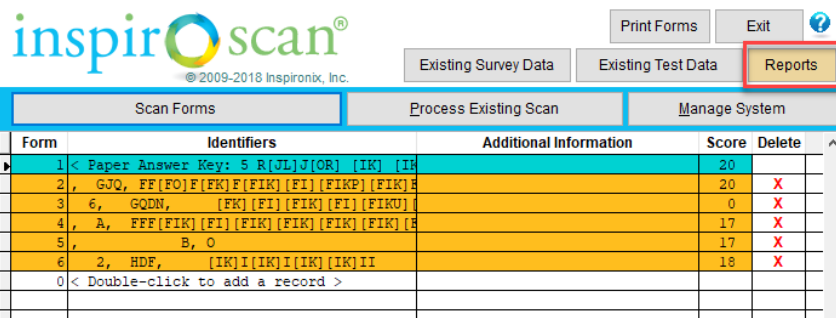 inspiroscan®
© 2009-2018 Inspironix, Inc.
Print Forms Exit ?
Existing Survey Data Existing Test Data Reports
Scan Forms Process Existing Scan Manage System
Form Identifiers Additional Information Score Delete
1 < Paper Answer Key: 5 R[JL]J[OR] [IK] [IK 20
2 , GJQ, FF[FO]F[FK]F[FIK][FI][FIKP][FIK]F 20 X
3 6, GQDN, [FK][FI][FIK][FI][FIKU][ 0 X
4 , A, FFF[FIK][FI][FIK][FIK][FIK][F 17 X
5 , B, O 17 X
6 2, HDF, [IK]I[IK]I[IK][IK]II 18 X
0 < Double-click to add a record >